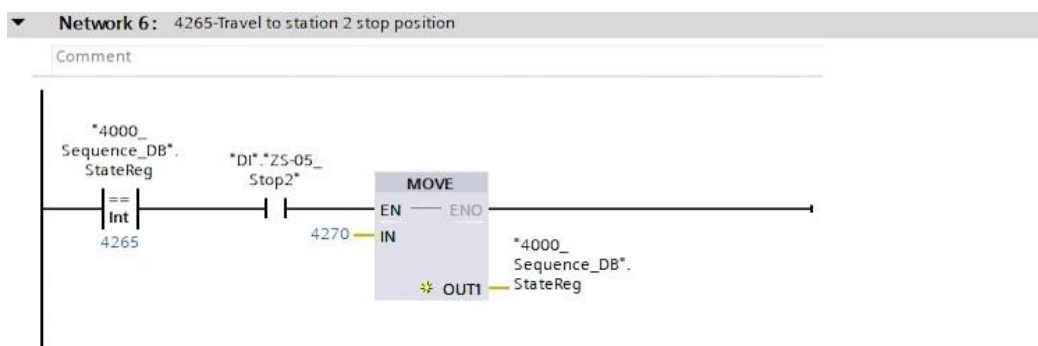 Network 6: 4265-Travel to station 2 stop position
Comment
"4000_
Sequence_DB".
StateReg
==
Int
4265
"DI"."ZS-05_
Stop2"
MOVE
EN ENO
4270 IN
OUT1
"4000_
Sequence_DB".
StateReg